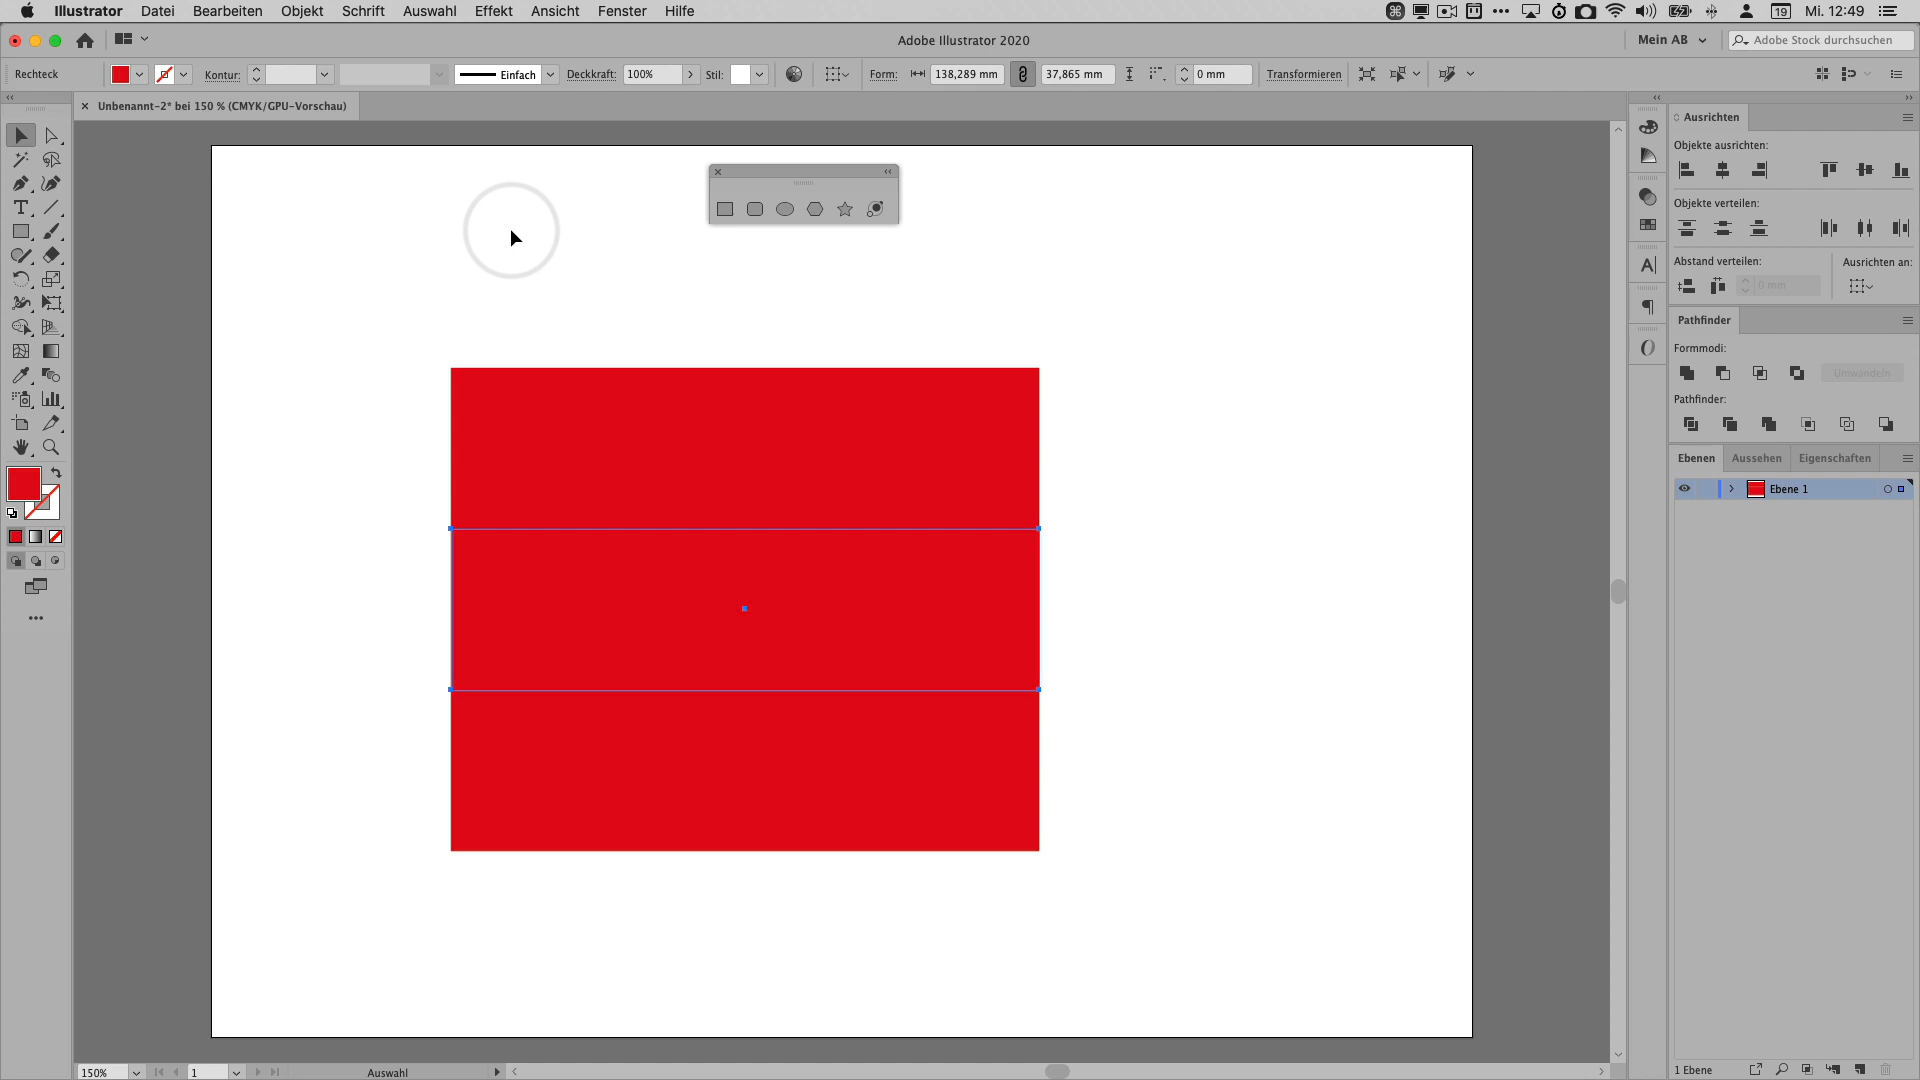 Illustrator Datei Bearbeiten Objekt Schrift Auswahl Effekt Ansicht Fenster Hilfe 19 Mi. 12:49
Adobe Illustrator 2020 Mein AB Adobe Stock durchsuchen
Rechteck Kontur: Einfach Deckkraft: 100% Stil: Form: 138,289 mm 37,865 mm 0 mm Transformieren
Unbenannt-2* bei 150 % (CMYK/GPU-Vorschau)
Ausrichten
Objekte ausrichten:
Objekte verteilen:
Abstand verteilen: Ausrichten an:
0 mm
Pathfinder
Formmodi:
Umwandeln
Pathfinder:
Ebenen Aussehen Eigenschaften
Ebene 1
150% 1 Auswahl 1 Ebene